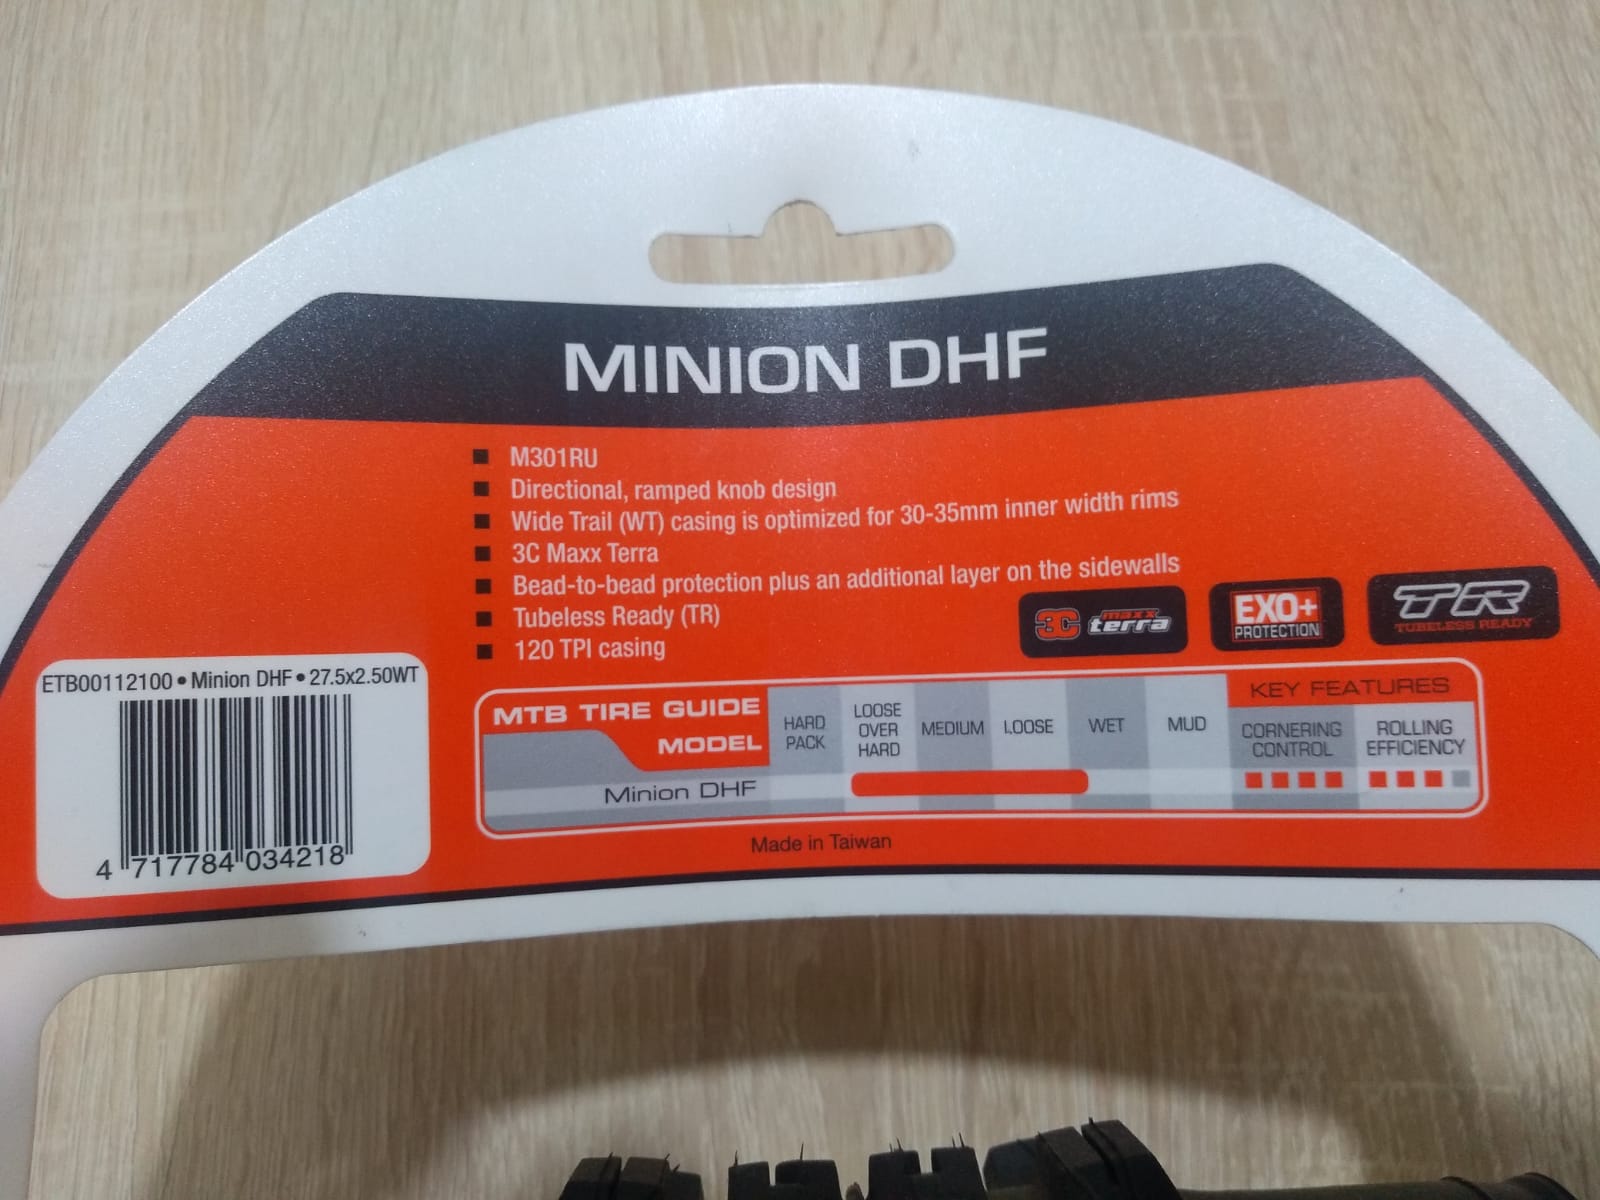 MINION DHF
M301RU
Directional, ramped knob design
Wide Trail (WT) casing is optimized for 30-35mm inner width rims
3C Maxx Terra
Bead-to-bead protection plus an additional layer on the sidewalls
Tubeless Ready (TR)
120 TPI casing
3C maxx terra
EXO+
PROTECTION
TR
TUBELESS READY
ETB00112100 • Minion DHF • 27.5x2.50WT
4 717784 034218
MTB TIRE GUIDE
MODEL
HARD
PACK
LOOSE
OVER
HARD
MEDIUM
LOOSE
WET
MUD
KEY FEATURES
CORNERING
CONTROL
ROLLING
EFFICIENCY
Minion DHF
Made in Taiwan